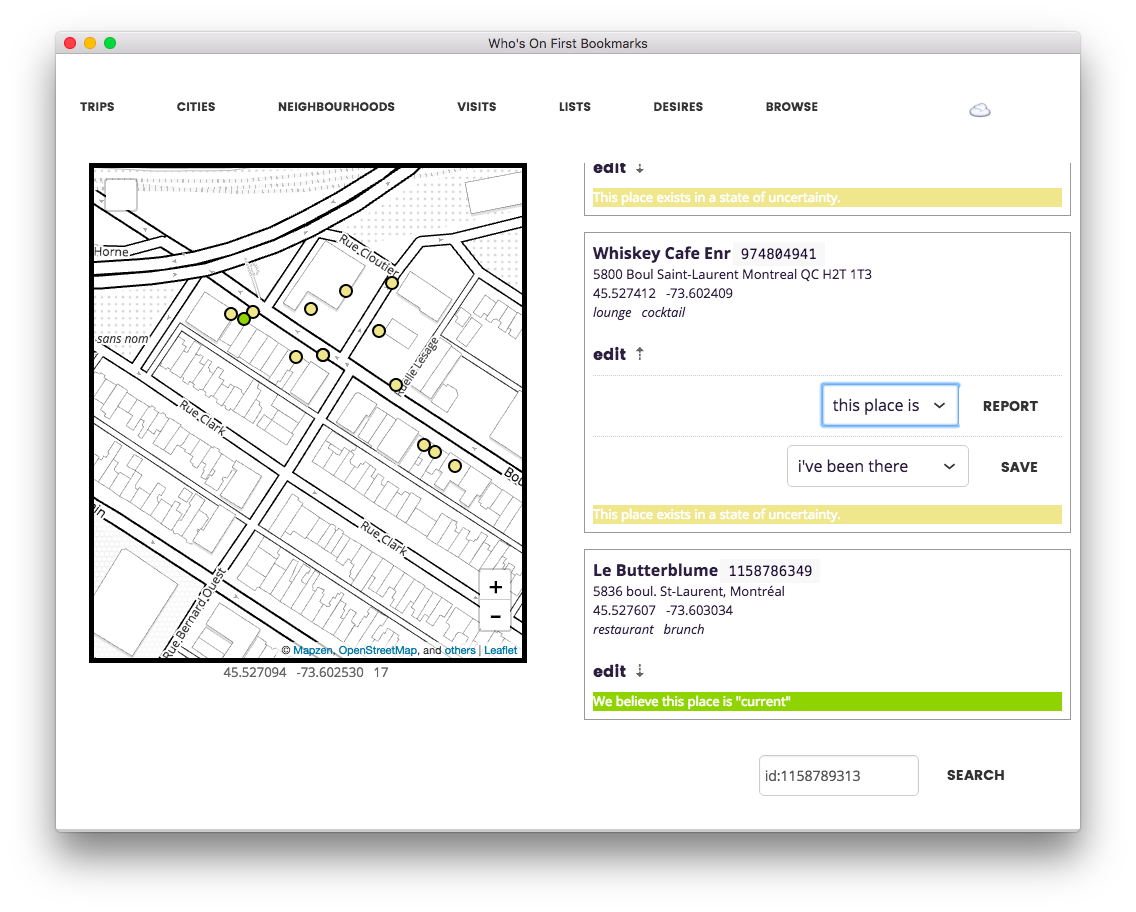 Who's On First Bookmarks
TRIPS
CITIES
NEIGHBOURHOODS
VISITS
LISTS
DESIRES
BROWSE
Horne
Rue Cloutier
sans nom
Ruelle Lesage
Rue Clark
Bou
ain
Rue Clark
Rue Bernard Ouest
+
−
© Mapzen, OpenStreetMap, and others | Leaflet
45.527094 -73.602530 17
edit ⇣
This place exists in a state of uncertainty.
Whiskey Cafe Enr 974804941
5800 Boul Saint-Laurent Montreal QC H2T 1T3
45.527412 -73.602409
lounge cocktail
edit ⇡
this place is
REPORT
i've been there
SAVE
This place exists in a state of uncertainty.
Le Butterblume 1158786349
5836 boul. St-Laurent, Montréal
45.527607 -73.603034
restaurant brunch
edit ⇣
We believe this place is "current"
id:1158789313
SEARCH